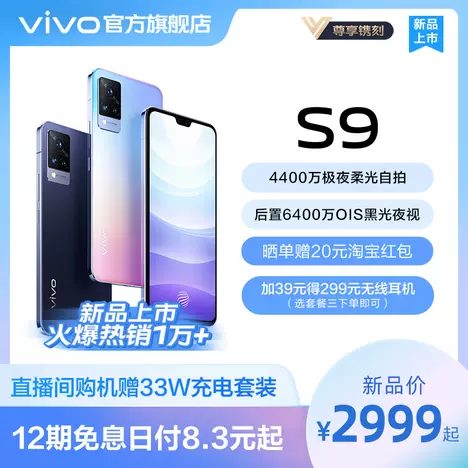 vivo 官方旗舰店
尊享镌刻
新品
上市
S9
4400万极夜柔光自拍
后置6400万OIS黑光夜视
晒单赠20元淘宝红包
加39元得299元无线耳机
(选套餐三下单即可)
vivo
vivo
新品上市
火爆热销1万+
直播间购机赠33W充电套装
12期免息日付8.3元起
新品价
¥2999起